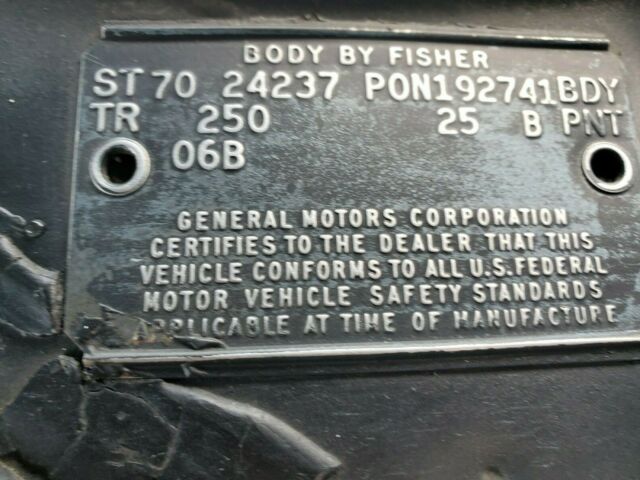 BODY BY FISHER
ST 70 24237 PON192741BDY
TR 250 25 B PNT
06B
GENERAL MOTORS CORPORATION
CERTIFIES TO THE DEALER THAT THIS
VEHICLE CONFORMS TO ALL U.S. FEDERAL
MOTOR VEHICLE SAFETY STANDARDS
APPLICABLE AT TIME OF MANUFACTURE